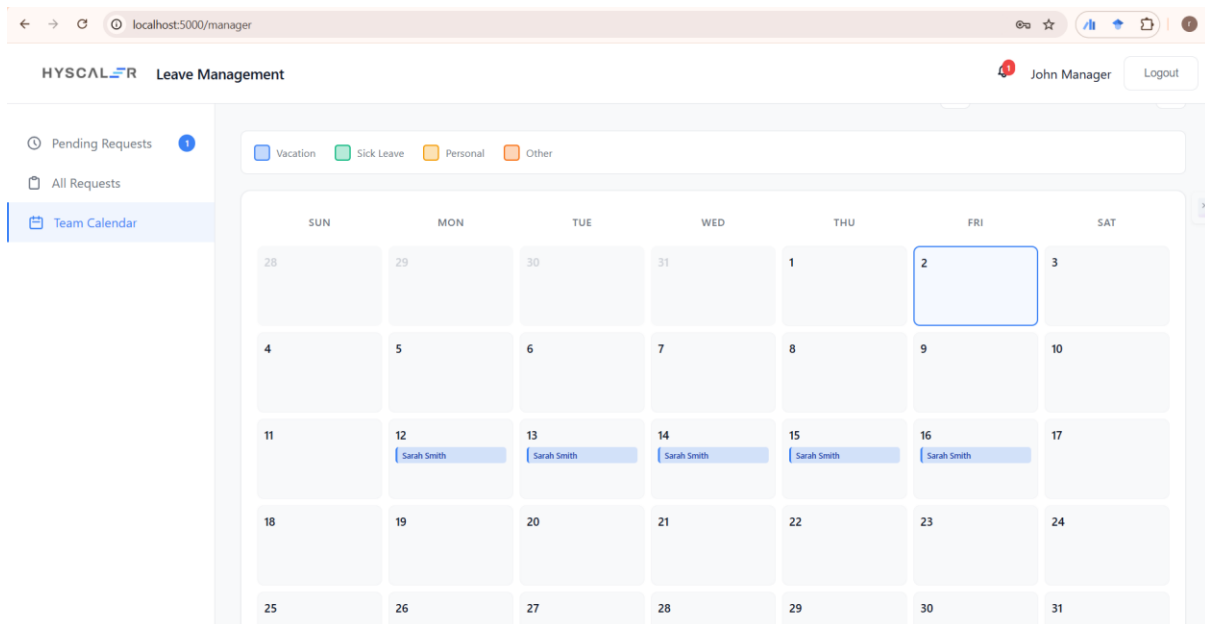 localhost:5000/manager
r
HYSCALER Leave Management
1
John Manager
Logout
Pending Requests 1
All Requests
Team Calendar
Vacation Sick Leave Personal Other
SUN MON TUE WED THU FRI SAT
28 29 30 31 1 2 3
4 5 6 7 8 9 10
11 12 13 14 15 16 17
Sarah Smith Sarah Smith Sarah Smith Sarah Smith Sarah Smith
18 19 20 21 22 23 24
25 26 27 28 29 30 31